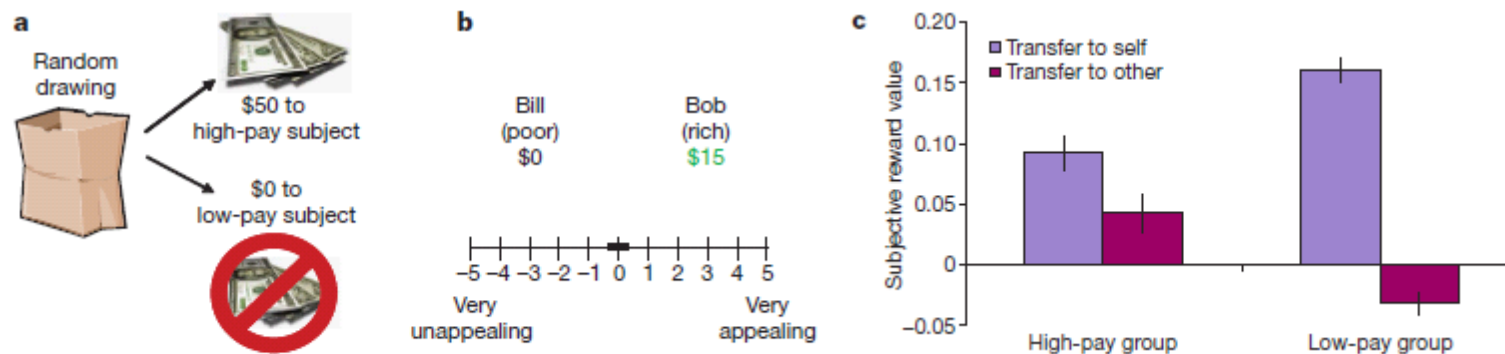 a
Random
drawing
$50 to
high-pay subject
$0 to
low-pay subject
b
Bill
(poor)
$0
Bob
(rich)
$15
−5 −4 −3 −2 −1 0 1 2 3 4 5
Very
unappealing
Very
appealing
c
Subjective reward value
0.20
0.15
0.10
0.05
0
−0.05
Transfer to self
Transfer to other
High-pay group
Low-pay group